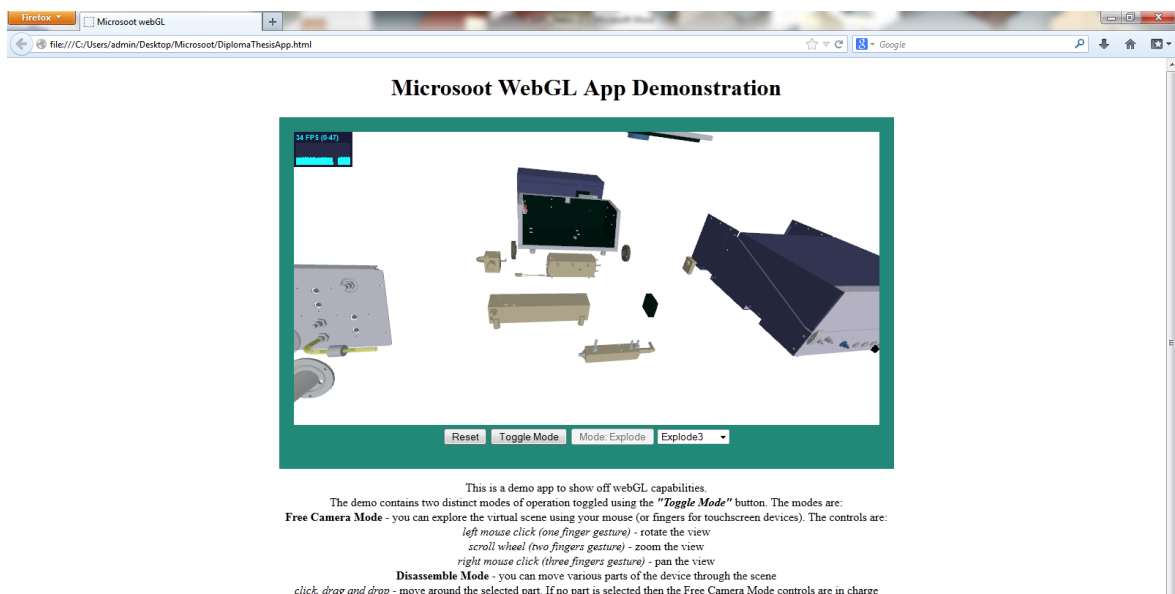 Firefox
Microsoot webGL
+
file:///C:/Users/admin/Desktop/Microsoot/DiplomaThesisApp.html
Google
Microsoot WebGL App Demonstration
34 FPS (0-47)
Reset Toggle Mode Mode: Explode Explode3
This is a demo app to show off webGL capabilities.
The demo contains two distinct modes of operation toggled using the "Toggle Mode" button. The modes are:
Free Camera Mode - you can explore the virtual scene using your mouse (or fingers for touchscreen devices). The controls are:
left mouse click (one finger gesture) - rotate the view
scroll wheel (two fingers gesture) - zoom the view
right mouse click (three fingers gesture) - pan the view
Disassemble Mode - you can move various parts of the device through the scene
click, drag and drop - move around the selected part. If no part is selected then the Free Camera Mode controls are in charge